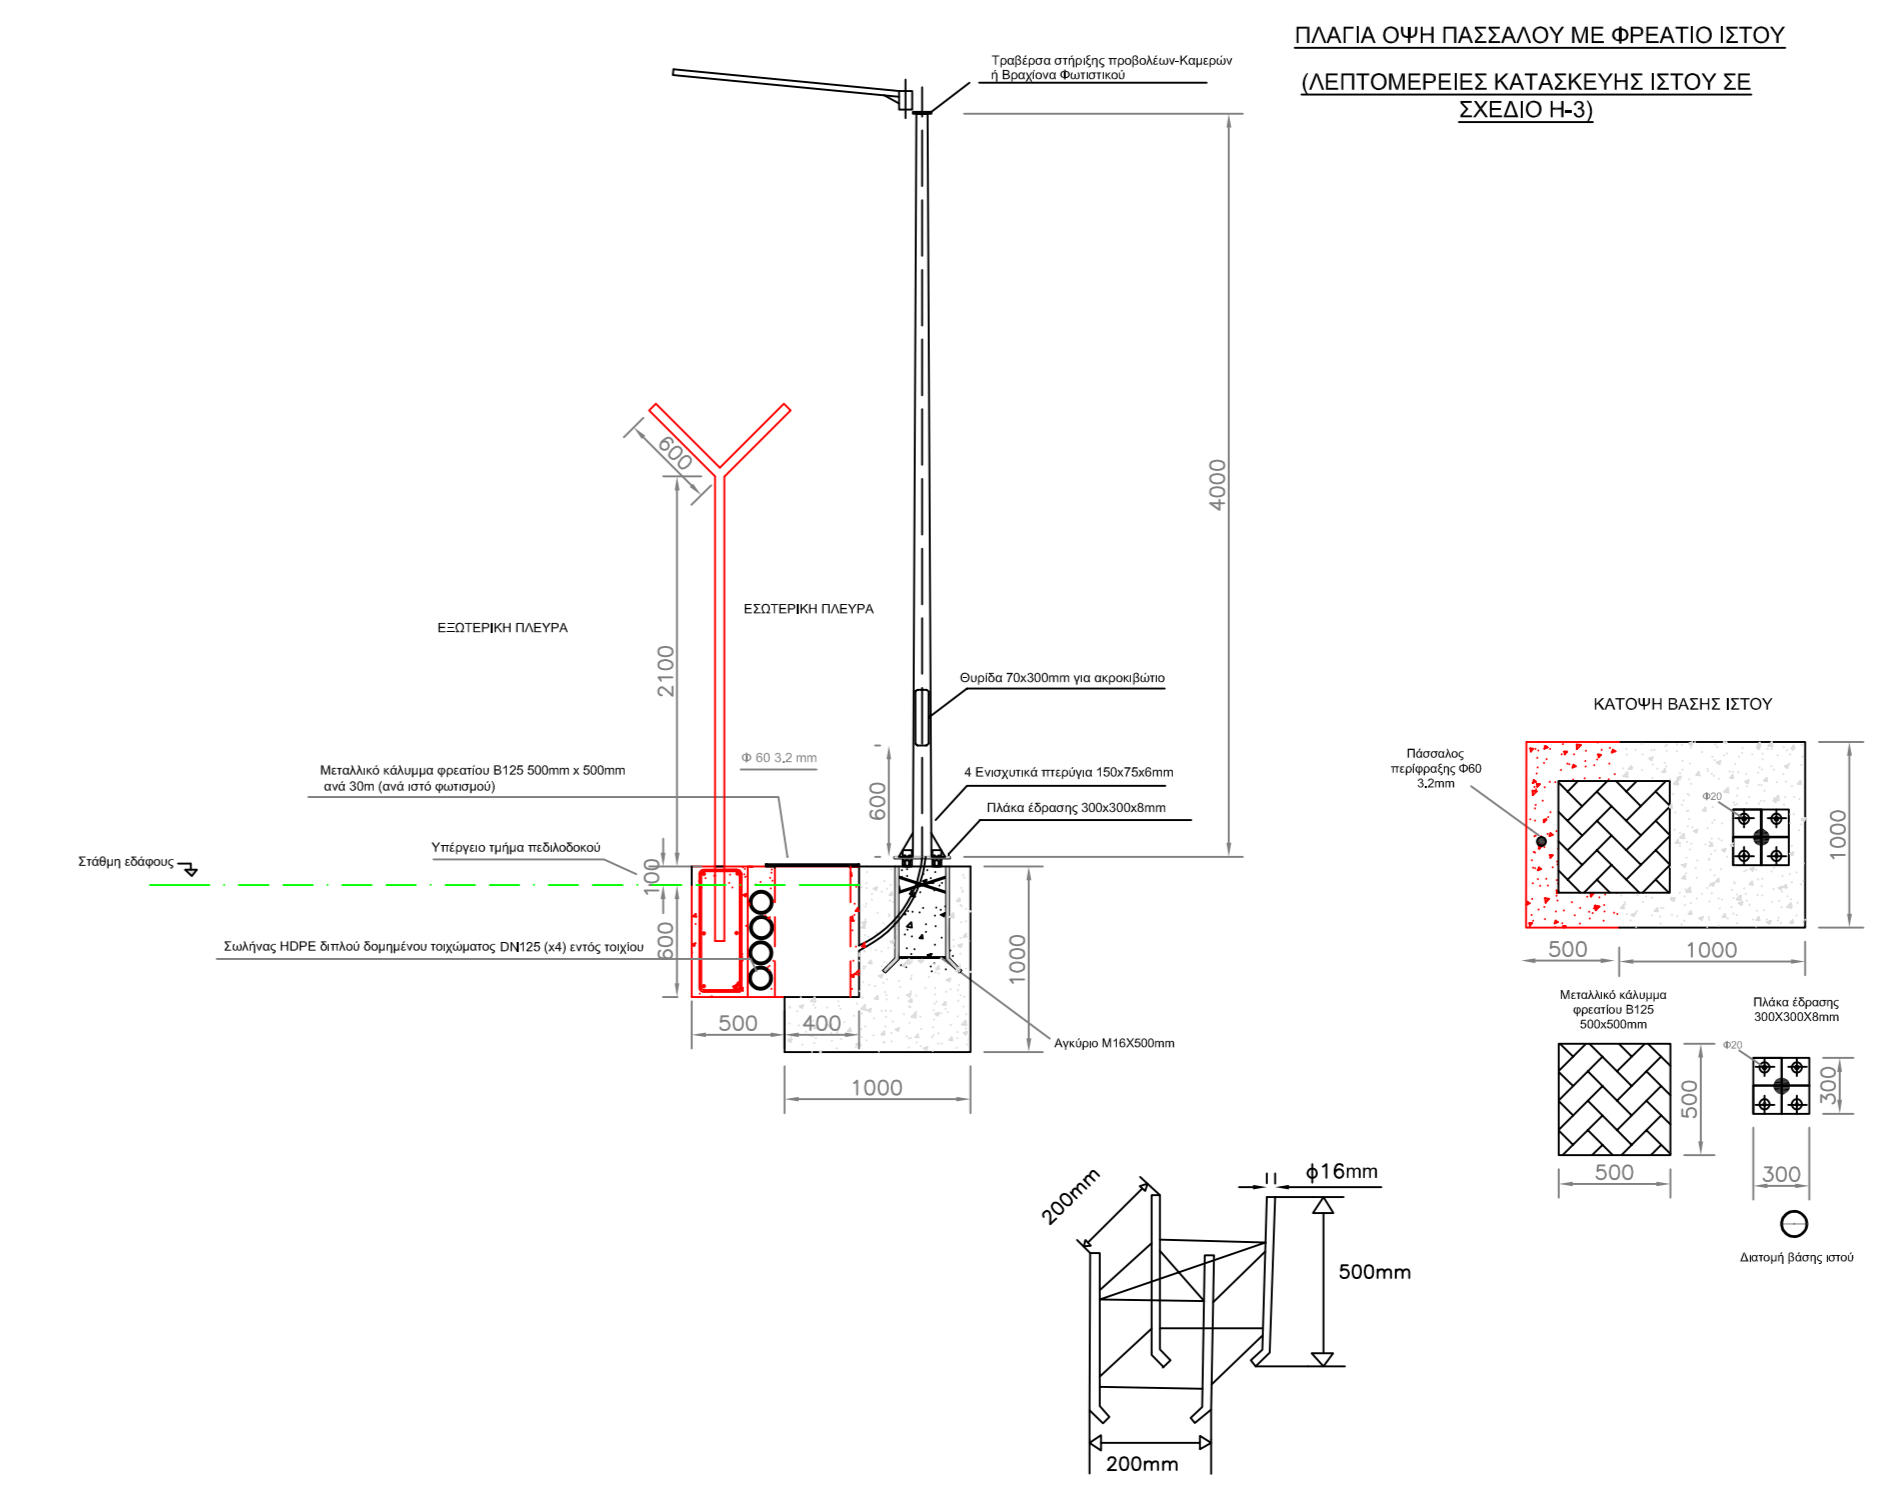 ΠΛΑΓΙΑ ΟΨΗ ΠΑΣΣΑΛΟΥ ΜΕ ΦΡΕΑΤΙΟ ΙΣΤΟΥ
(ΛΕΠΤΟΜΕΡΕΙΕΣ ΚΑΤΑΣΚΕΥΗΣ ΙΣΤΟΥ ΣΕ
ΣΧΕΔΙΟ Η-3)
Τραβέρσα στήριξης προβολέων-Καμερών
ή Βραχίονα Φωτιστικού
600
4000
2100
ΕΞΩΤΕΡΙΚΗ ΠΛΕΥΡΑ
ΕΣΩΤΕΡΙΚΗ ΠΛΕΥΡΑ
Θυρίδα 70x300mm για ακροκιβώτιο
Φ 60 3.2 mm
Μεταλλικό κάλυμμα φρεατίου B125 500mm x 500mm
ανά 30m (ανά ιστό φωτισμού)
600
4 Ενισχυτικά πτερύγια 150x75x6mm
Πλάκα έδρασης 300x300x8mm
Υπέργειο τμήμα πεδιλοδοκού
Στάθμη εδάφους
100
600
Σωλήνας HDPE διπλού δομημένου τοιχώματος DN125 (x4) εντός τοιχίου
1000
500
400
Αγκύριο M16X500mm
1000
ΚΑΤΟΨΗ ΒΑΣΗΣ ΙΣΤΟΥ
Πάσσαλος
περίφραξης Φ60
3.2mm
Φ20
1000
500
1000
Μεταλλικό κάλυμμα
φρεατίου B125
500x500mm
Πλάκα έδρασης
300X300X8mm
Φ20
500
300
500
300
Διατομή βάσης ιστού
200mm
ϕ16mm
500mm
200mm